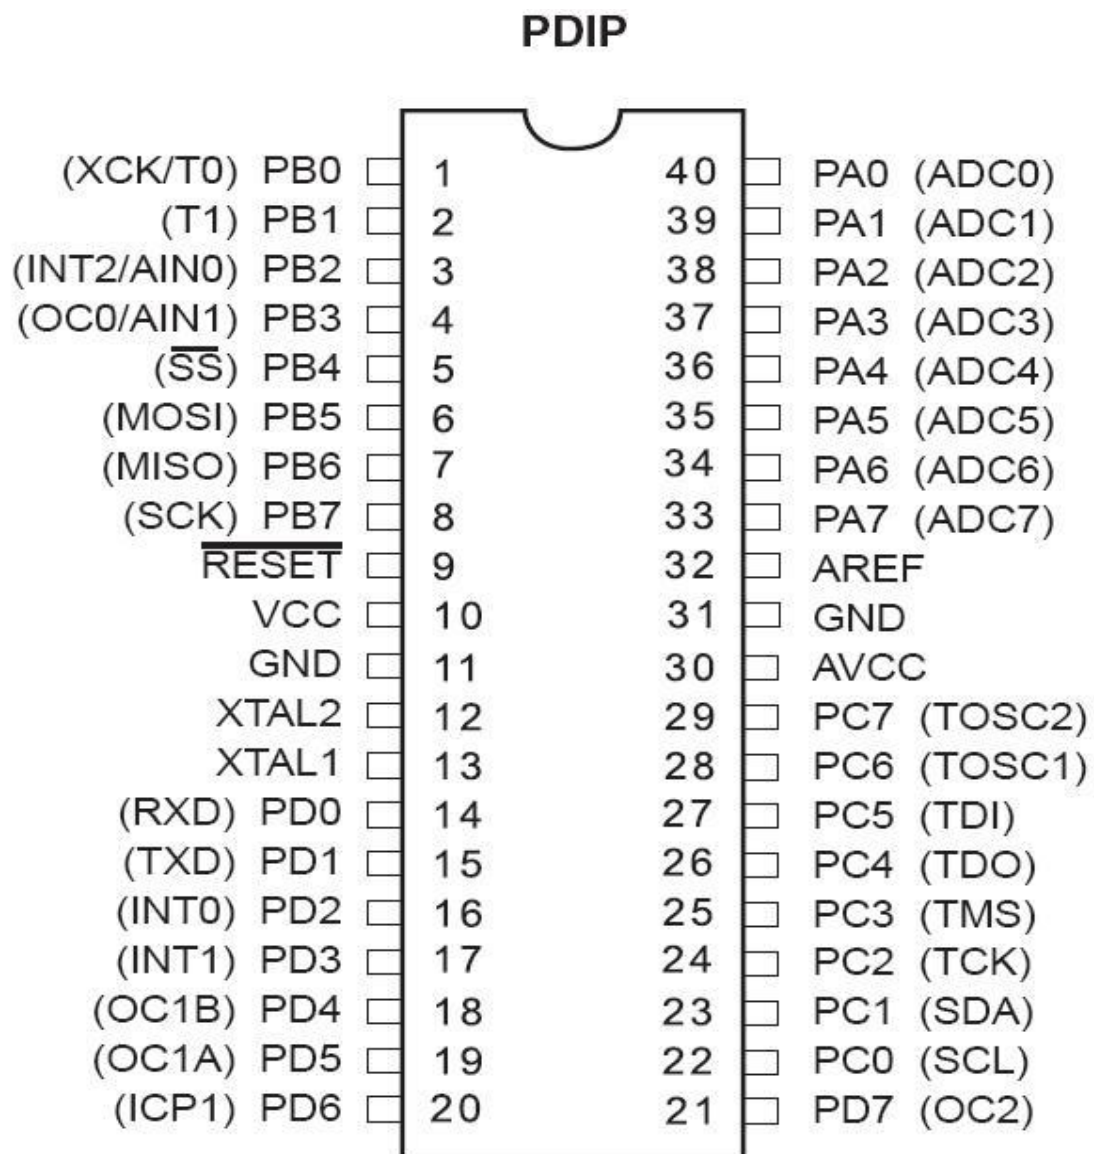 PDIP
(XCK/T0) PB0 1 40 PA0 (ADC0)
(T1) PB1 2 39 PA1 (ADC1)
(INT2/AIN0) PB2 3 38 PA2 (ADC2)
(OC0/AIN1) PB3 4 37 PA3 (ADC3)
(SS) PB4 5 36 PA4 (ADC4)
(MOSI) PB5 6 35 PA5 (ADC5)
(MISO) PB6 7 34 PA6 (ADC6)
(SCK) PB7 8 33 PA7 (ADC7)
RESET 9 32 AREF
VCC 10 31 GND
GND 11 30 AVCC
XTAL2 12 29 PC7 (TOSC2)
XTAL1 13 28 PC6 (TOSC1)
(RXD) PD0 14 27 PC5 (TDI)
(TXD) PD1 15 26 PC4 (TDO)
(INT0) PD2 16 25 PC3 (TMS)
(INT1) PD3 17 24 PC2 (TCK)
(OC1B) PD4 18 23 PC1 (SDA)
(OC1A) PD5 19 22 PC0 (SCL)
(ICP1) PD6 20 21 PD7 (OC2)